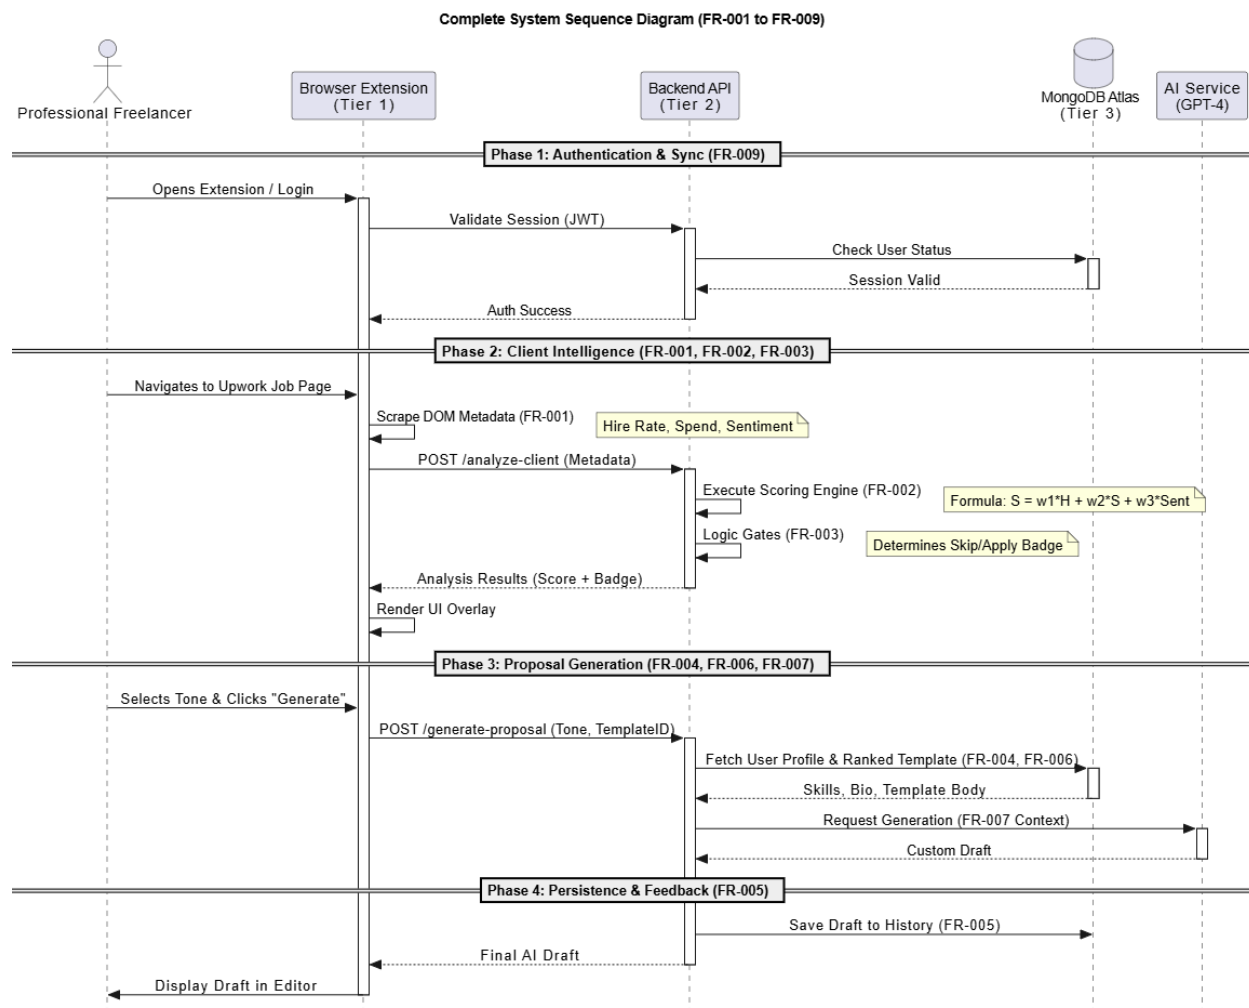 Complete System Sequence Diagram (FR-001 to FR-009)
Professional Freelancer
Browser Extension
(Tier 1)
Backend API
(Tier 2)
MongoDB Atlas
(Tier 3)
AI Service
(GPT-4)
Phase 1: Authentication & Sync (FR-009)
Opens Extension / Login
Validate Session (JWT)
Check User Status
Session Valid
Auth Success
Phase 2: Client Intelligence (FR-001, FR-002, FR-003)
Navigates to Upwork Job Page
Scrape DOM Metadata (FR-001)
Hire Rate, Spend, Sentiment
POST /analyze-client (Metadata)
Execute Scoring Engine (FR-002)
Formula: S = w1*H + w2*S + w3*Sent
Logic Gates (FR-003)
Determines Skip/Apply Badge
Analysis Results (Score + Badge)
Render UI Overlay
Phase 3: Proposal Generation (FR-004, FR-006, FR-007)
Selects Tone & Clicks "Generate"
POST /generate-proposal (Tone, TemplateID)
Fetch User Profile & Ranked Template (FR-004, FR-006)
Skills, Bio, Template Body
Request Generation (FR-007 Context)
Custom Draft
Phase 4: Persistence & Feedback (FR-005)
Save Draft to History (FR-005)
Final AI Draft
Display Draft in Editor